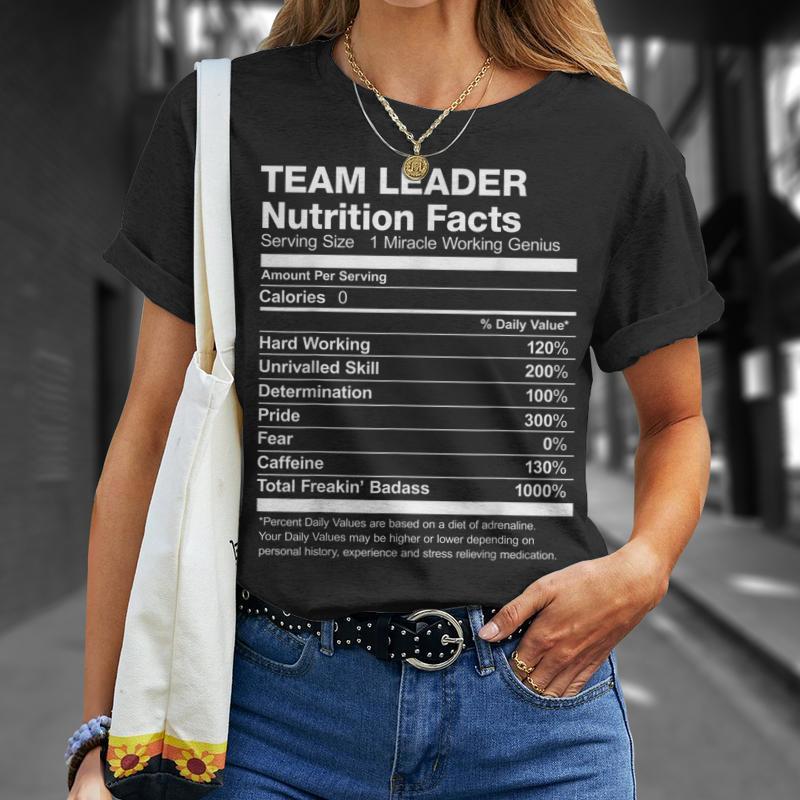 TEAM LEADER
Nutrition Facts
Serving Size 1 Miracle Working Genius
Amount Per Serving
Calories 0
% Daily Value*
Hard Working 120%
Unrivalled Skill 200%
Determination 100%
Pride 300%
Fear 0%
Caffeine 130%
Total Freakin' Badass 1000%
*Percent Daily Values are based on a diet of adrenaline.
Your Daily Values may be higher or lower depending on
personal history, experience and stress relieving medication.